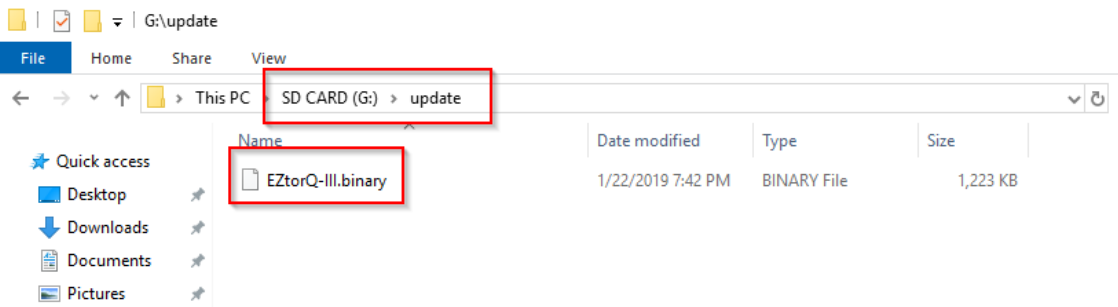 G:\update
File Home Share View
This PC > SD CARD (G:) > update
Name Date modified Type Size
Quick access
EZtorQ-III.binary 1/22/2019 7:42 PM BINARY File 1,223 KB
Desktop
Downloads
Documents
Pictures